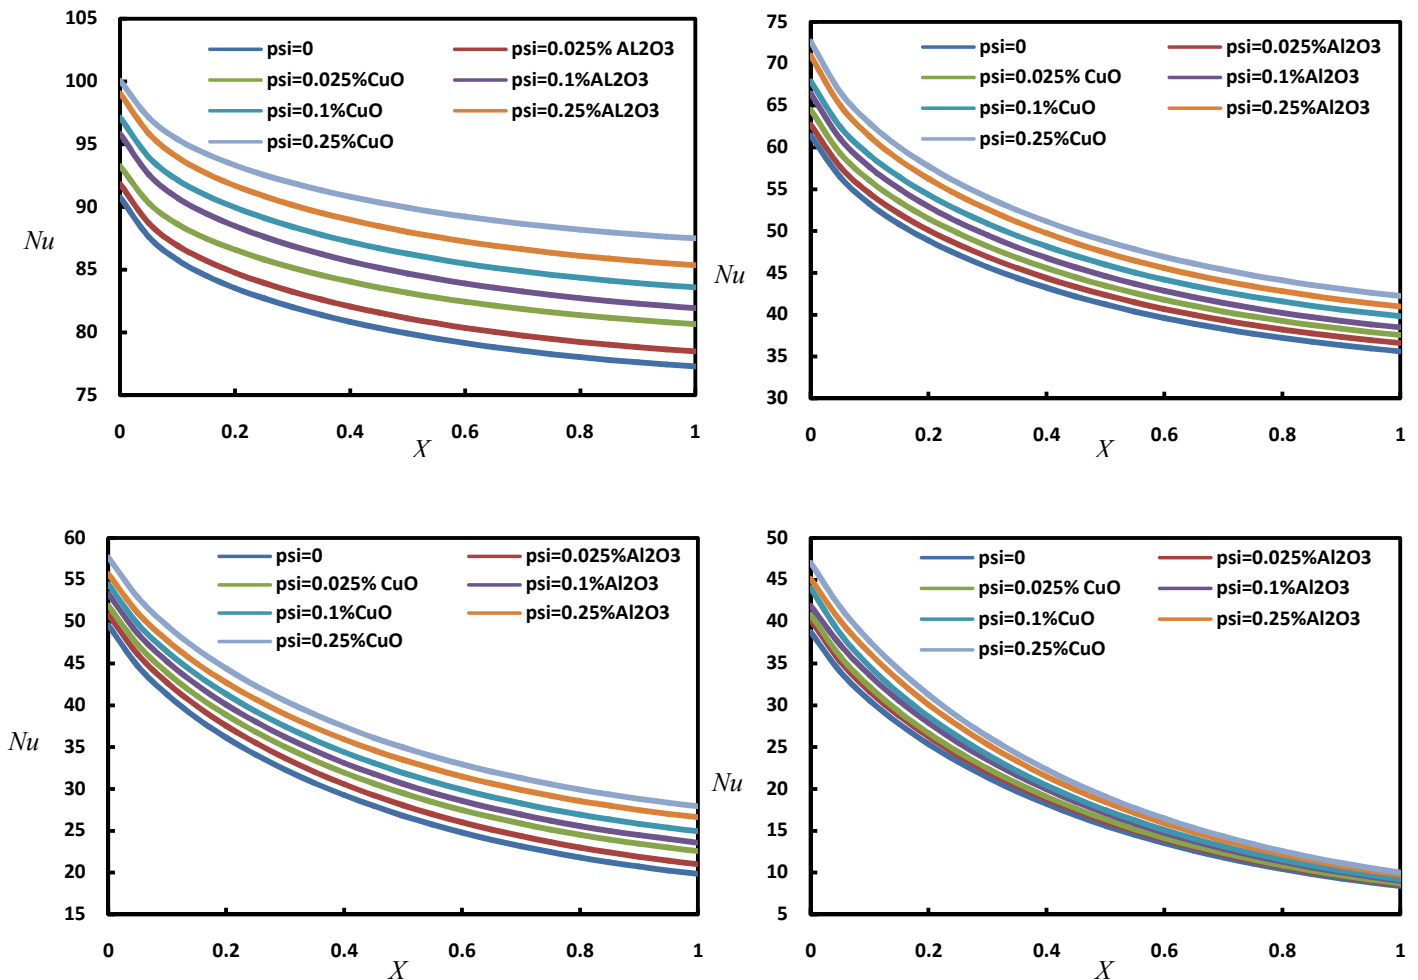 105
100
95
90
85
80
75
Nu
psi=0
psi=0.025% AL2O3
psi=0.025%CuO
psi=0.1%AL2O3
psi=0.1%CuO
psi=0.25%AL2O3
psi=0.25%CuO
0 0.2 0.4 0.6 0.8 1
X
75
70
65
60
55
50
45
40
35
30
Nu
psi=0
psi=0.025%Al2O3
psi=0.025% CuO
psi=0.1%Al2O3
psi=0.1%CuO
psi=0.25%Al2O3
psi=0.25%CuO
0 0.2 0.4 0.6 0.8 1
X
60
55
50
45
40
35
30
25
20
15
Nu
psi=0
psi=0.025%Al2O3
psi=0.025% CuO
psi=0.1%Al2O3
psi=0.1%CuO
psi=0.25%Al2O3
psi=0.25%CuO
0 0.2 0.4 0.6 0.8 1
X
50
45
40
35
30
25
20
15
10
5
Nu
psi=0
psi=0.025%Al2O3
psi=0.025% CuO
psi=0.1%Al2O3
psi=0.1%CuO
psi=0.25%Al2O3
psi=0.25%CuO
0 0.2 0.4 0.6 0.8 1
X